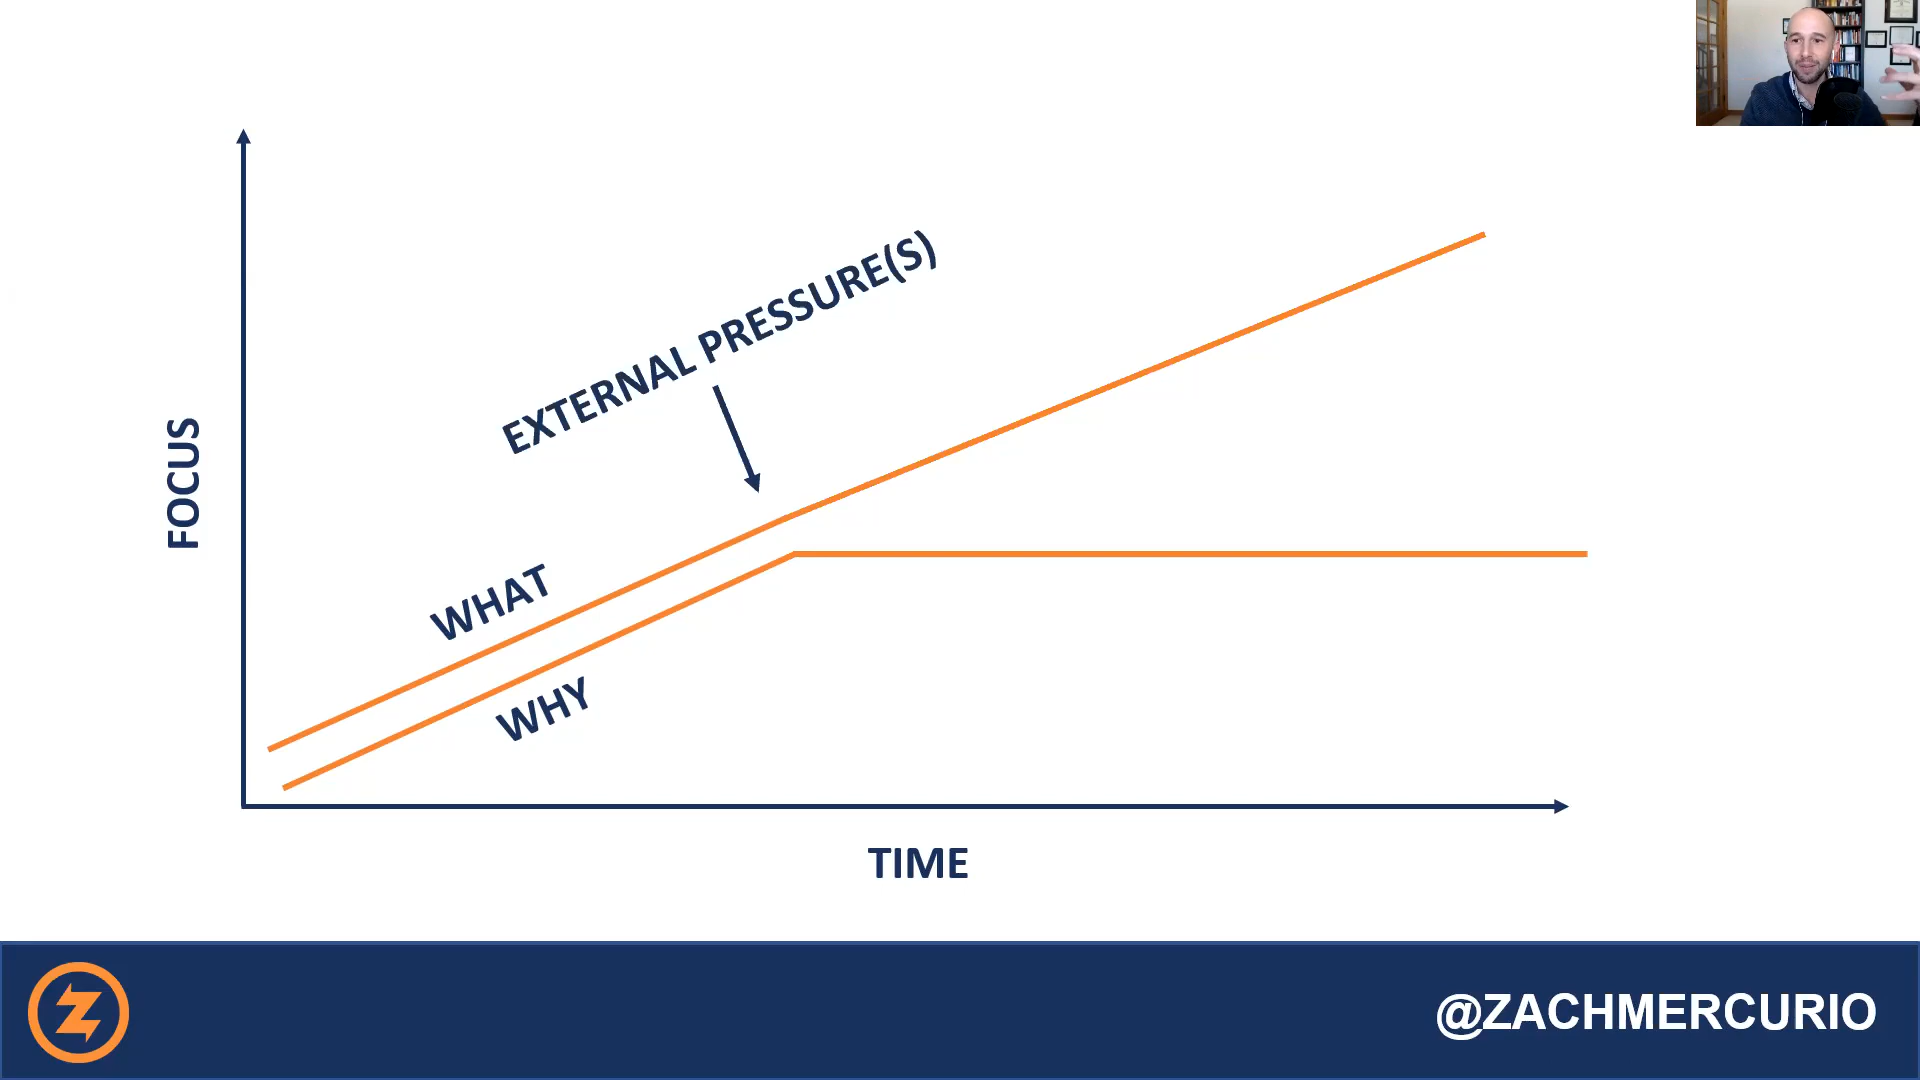 EXTERNAL PRESSURE(S)
FOCUS
WHAT
WHY
TIME
@ZACHMERCURIO